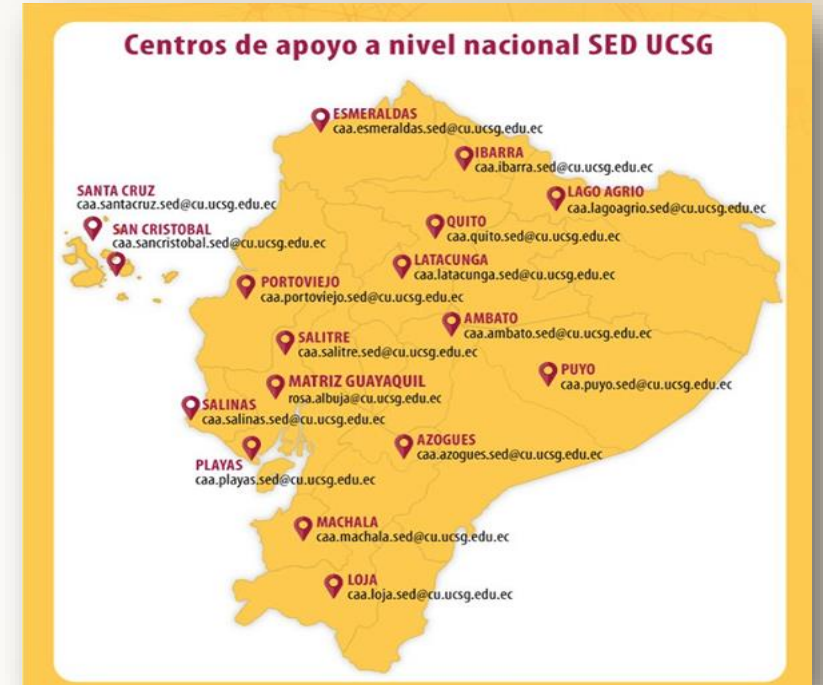 Centros de apoyo a nivel nacional SED UCSG
ESMERALDAS
caa.esmeraldas.sed@cu.ucsg.edu.ec
IBARRA
caa.ibarra.sed@cu.ucsg.edu.ec
SANTA CRUZ
caa.santacruz.sed@cu.ucsg.edu.ec
LAGO AGRIO
caa.lagoagrio.sed@cu.ucsg.edu.ec
SAN CRISTOBAL
caa.sancristobal.sed@cu.ucsg.edu.ec
QUITO
caa.quito.sed@cu.ucsg.edu.ec
LATACUNGA
caa.latacunga.sed@cu.ucsg.edu.ec
PORTOVIEJO
caa.portoviejo.sed@cu.ucsg.edu.ec
AMBATO
caa.ambato.sed@cu.ucsg.edu.ec
SALITRE
caa.salitre.sed@cu.ucsg.edu.ec
PUYO
caa.puyo.sed@cu.ucsg.edu.ec
MATRIZ GUAYAQUIL
rosa.albuja@cu.ucsg.edu.ec
SALINAS
caa.salinas.sed@cu.ucsg.edu.ec
AZOGUES
caa.azogues.sed@cu.ucsg.edu.ec
PLAYAS
caa.playas.sed@cu.ucsg.edu.ec
MACHALA
caa.machala.sed@cu.ucsg.edu.ec
LOJA
caa.loja.sed@cu.ucsg.edu.ec